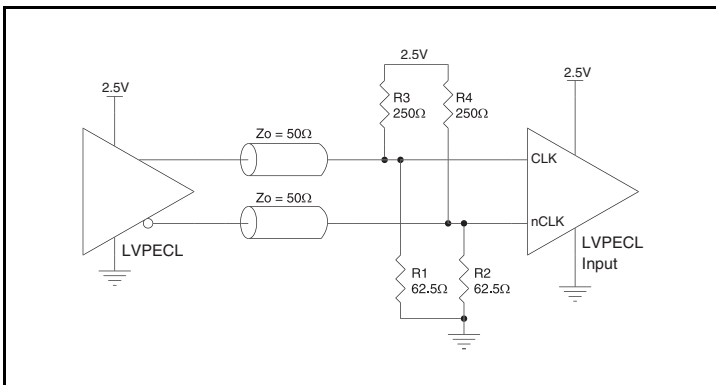 2.5V
2.5V
2.5V
R3
250Ω
R4
250Ω
Zo = 50Ω
CLK
Zo = 50Ω
nCLK
LVPECL
LVPECL
Input
R1
62.5Ω
R2
62.5Ω